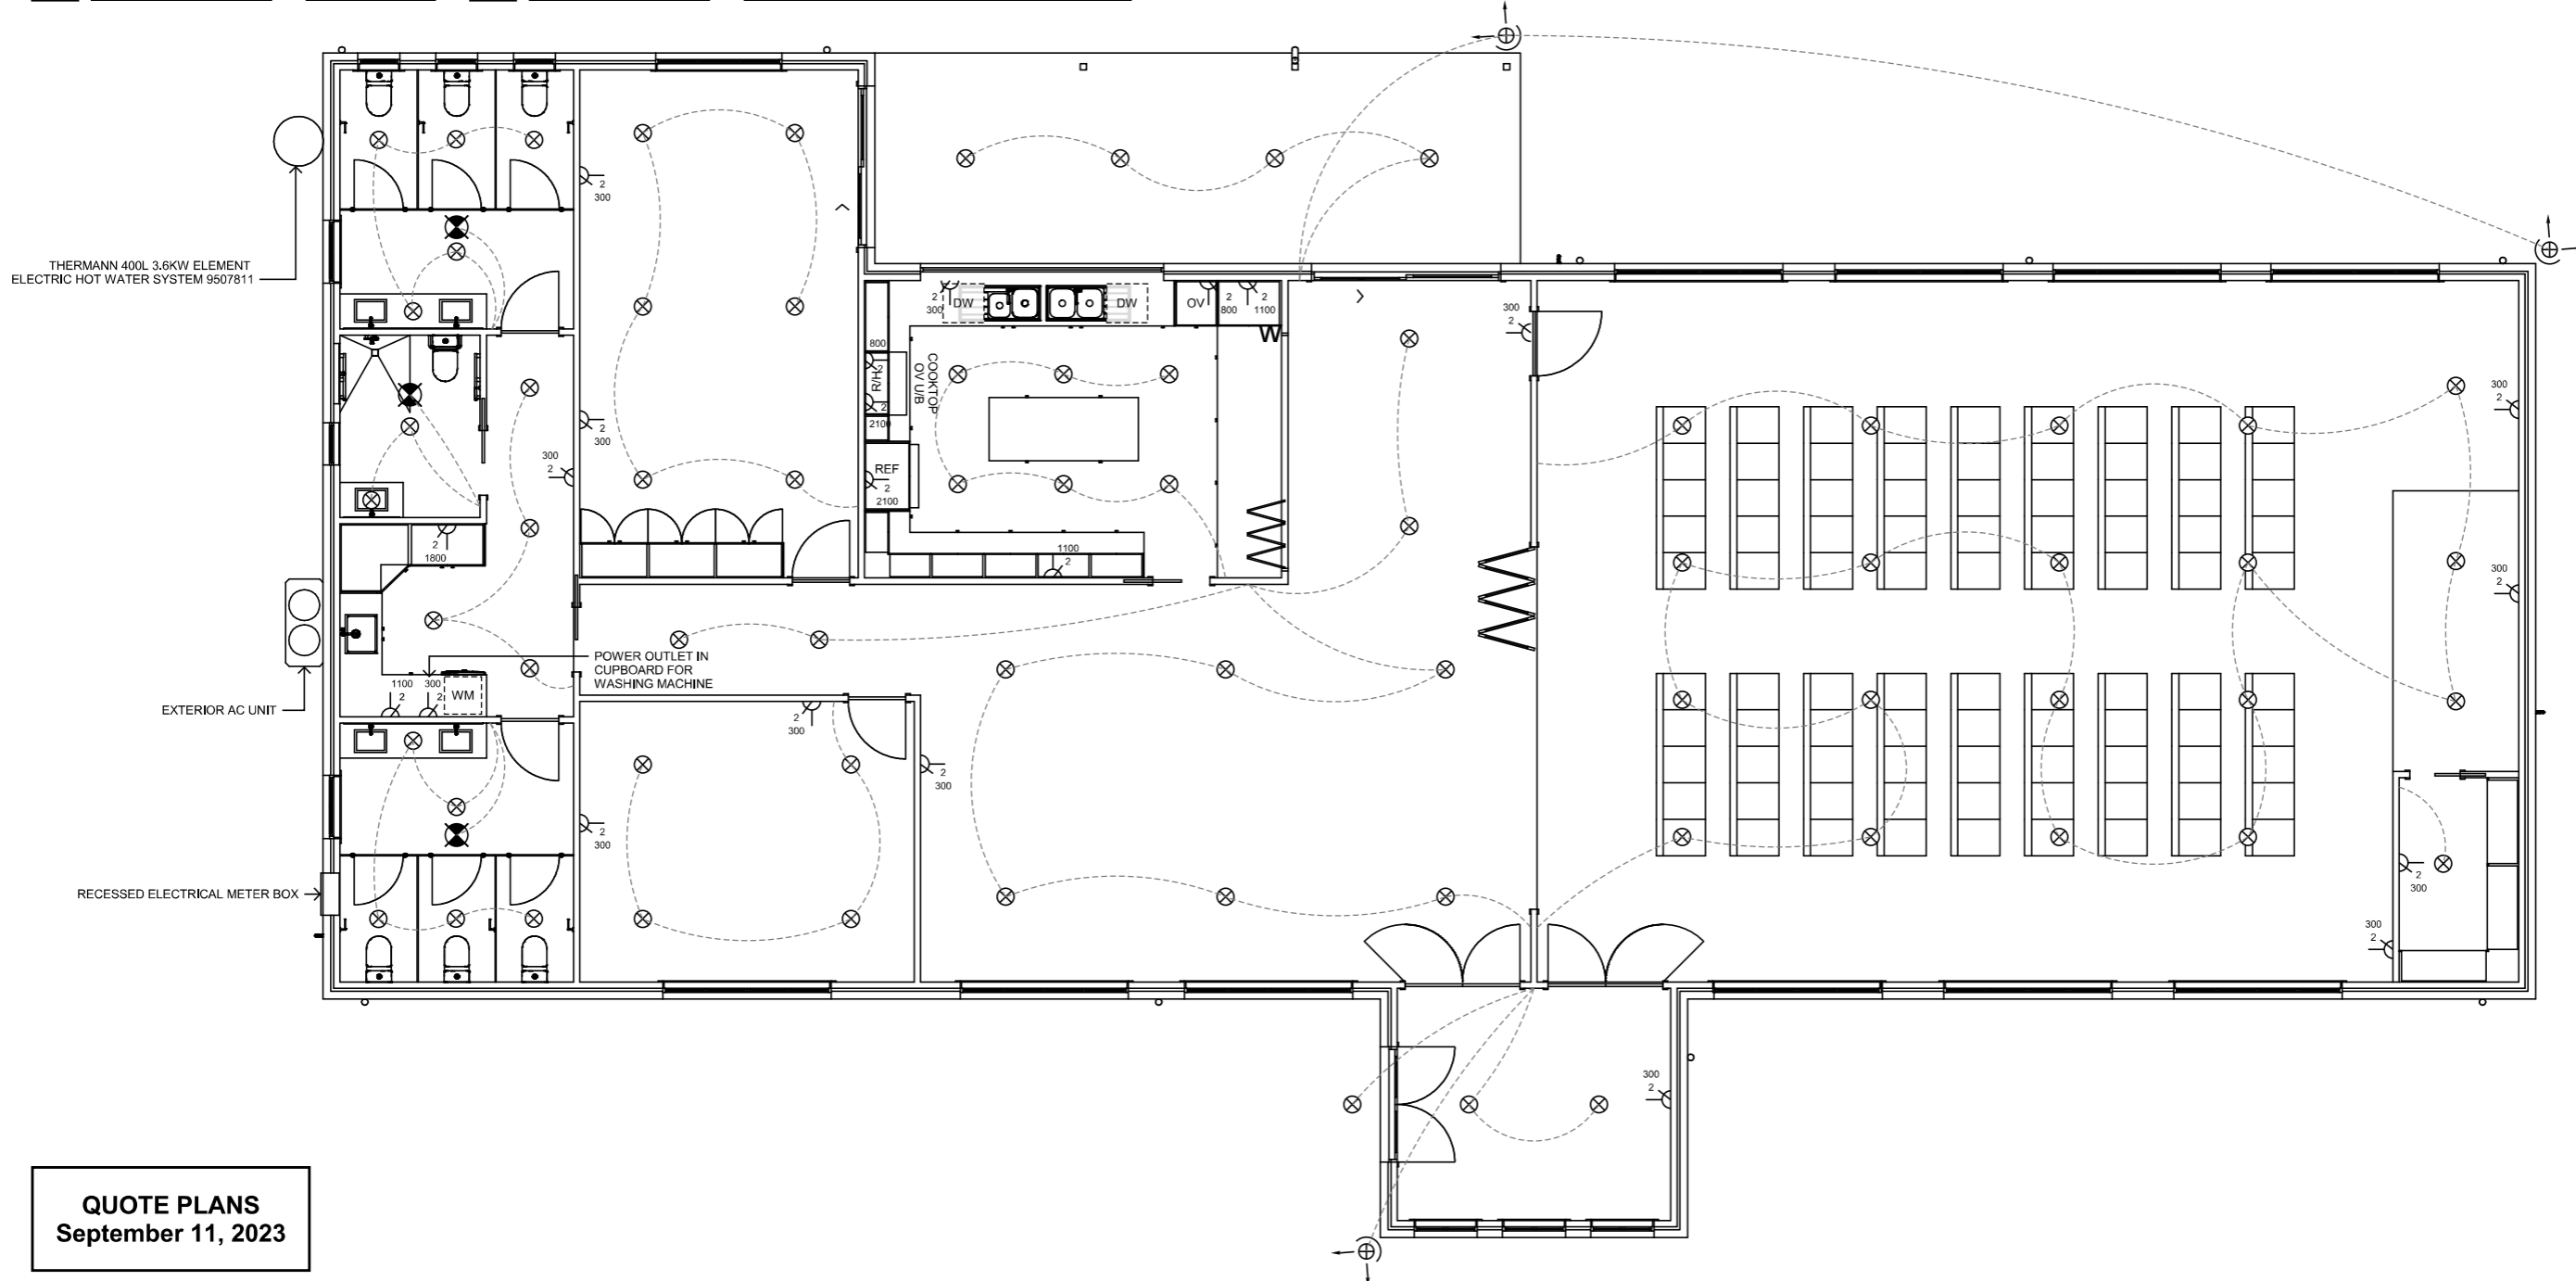 THERMANN 400L 3.6KW ELEMENT
ELECTRIC HOT WATER SYSTEM 9507811
EXTERIOR AC UNIT
RECESSED ELECTRICAL METER BOX
POWER OUTLET IN
CUPBOARD FOR
WASHING MACHINE
2
300
2
300
300
2
2
1800
1100
2
300
2
WM
2
300
2
300
2
300
2
300
DW
DW
OV
2
800
2
1100
W
800
2
H/R
2
2100
COOKTOP
OV U/B
REF
2
2100
1100
2
300
2
300
2
300
2
2
300
300
2
300
2
QUOTE PLANS
September 11, 2023